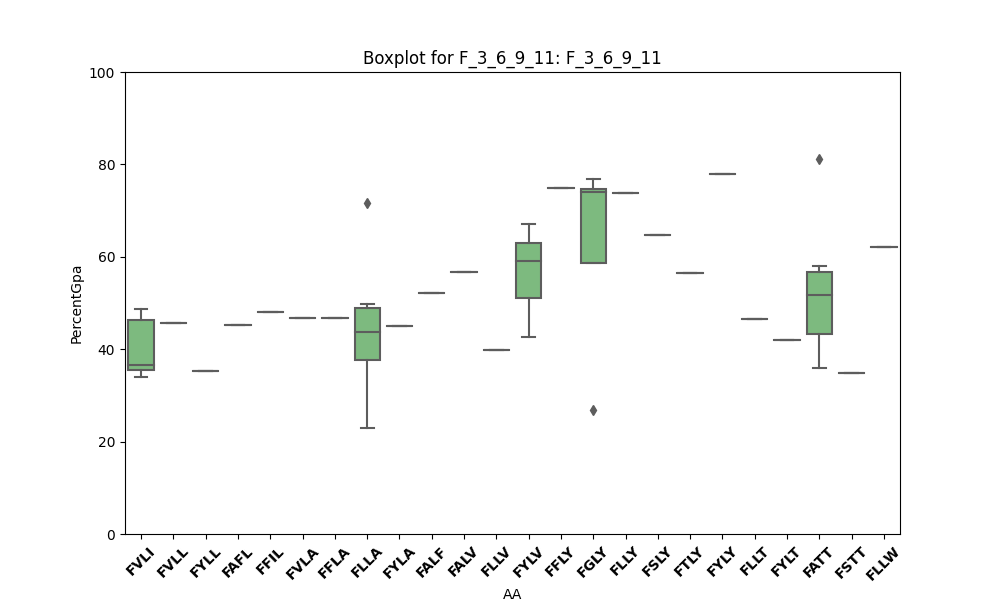 Boxplot for F_3_6_9_11: F_3_6_9_11
100
80
60
40
20
0
PercentGpa
FVLI FVLL FYLL FAFL FFIL FVLA FFLA FLLA FYLA FALF FALV FLLV FYLV FFLY FGLY FLLY FSLY FTLY FYLY FLLT FYLT FATT FSTT FLLW
AA